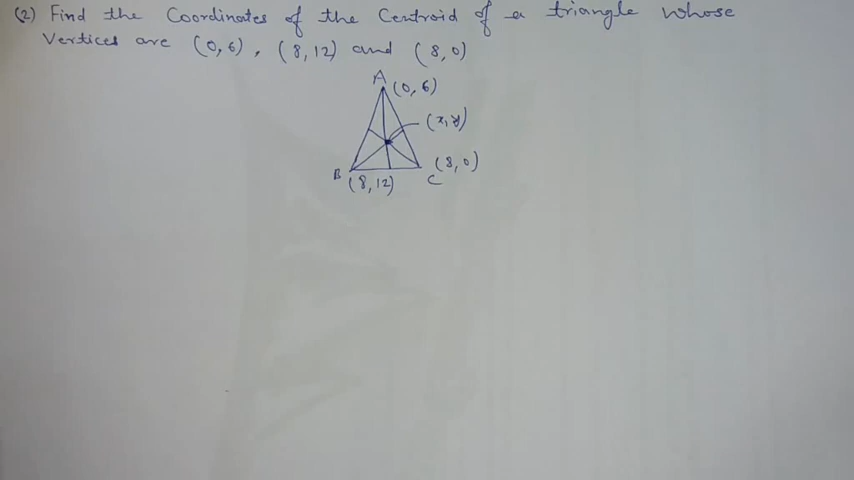 (2) Find the Coordinates of the Centroid of a triangle whose
Vertices are (0,6), (8,12) and (8,0)
A
(0,6)
(x,y)
(8,0)
B
(8,12)
C